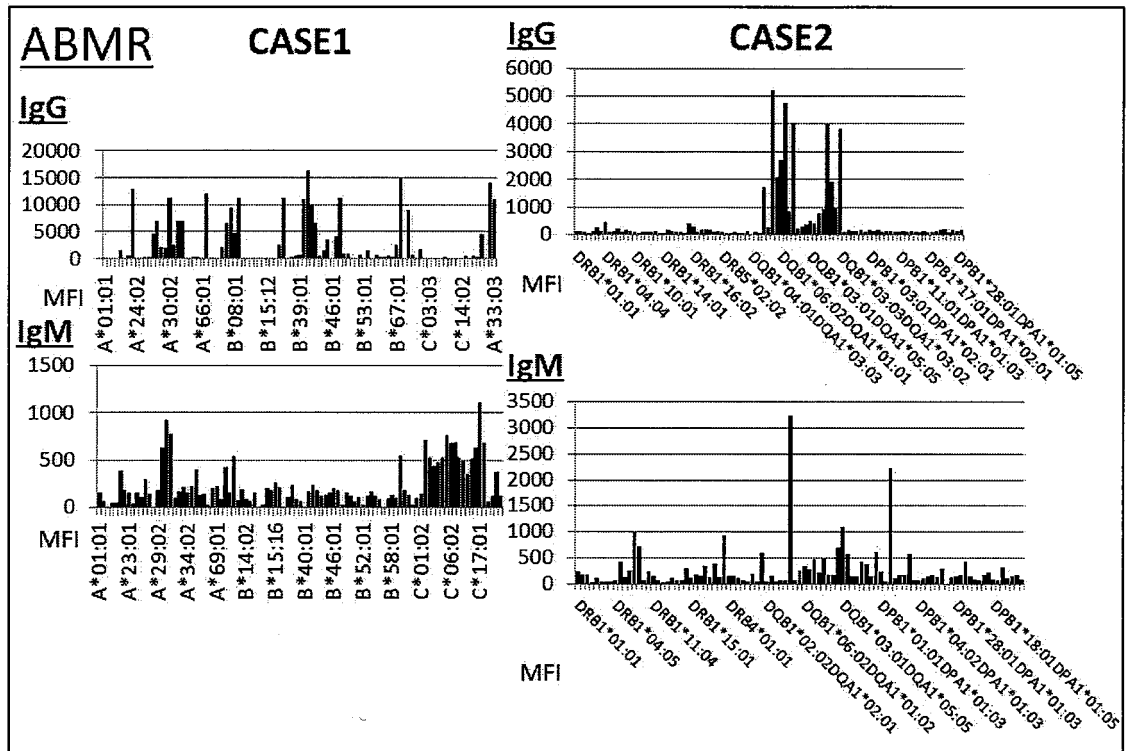 ABMR
CASE1
IgG
20000
15000
10000
5000
0
MFI
A*01:01
A*24:02
A*30:02
A*66:01
B*08:01
B*15:12
B*39:01
B*46:01
B*53:01
B*67:01
C*03:03
C*14:02
A*33:03
IgM
1500
1000
500
0
MFI
A*01:01
A*23:01
A*29:02
A*34:02
A*69:01
B*14:02
B*15:16
B*40:01
B*46:01
B*52:01
B*58:01
C*01:02
C*06:02
C*17:01
CASE2
IgG
6000
5000
4000
3000
2000
1000
0
MFI
DRB1*01:01
DRB1*04:04
DRB1*10:01
DRB1*14:01
DRB1*16:02
DRB5*02:02
DQB1*04:01DQA1*03:03
DQB1*06:02DQA1*01:01
DQB1*03:01DQA1*05:05
DQB1*03:03DQA1*03:02
DPB1*03:01DPA1*02:01
DPB1*11:01DPA1*01:03
DPB1*17:01DPA1*02:01
DPB1*28:01DPA1*01:05
IgM
3500
3000
2500
2000
1500
1000
500
0
MFI
DRB1*01:01
DRB1*04:05
DRB1*11:04
DRB1*15:01
DRB4*01:01
DQB1*02:02DQA1*02:01
DQB1*06:02DQA1*01:02
DQB1*03:01DQA1*05:05
DPB1*01:01DPA1*01:03
DPB1*04:02DPA1*01:03
DPB1*28:01DPA1*01:03
DPB1*18:01DPA1*01:05